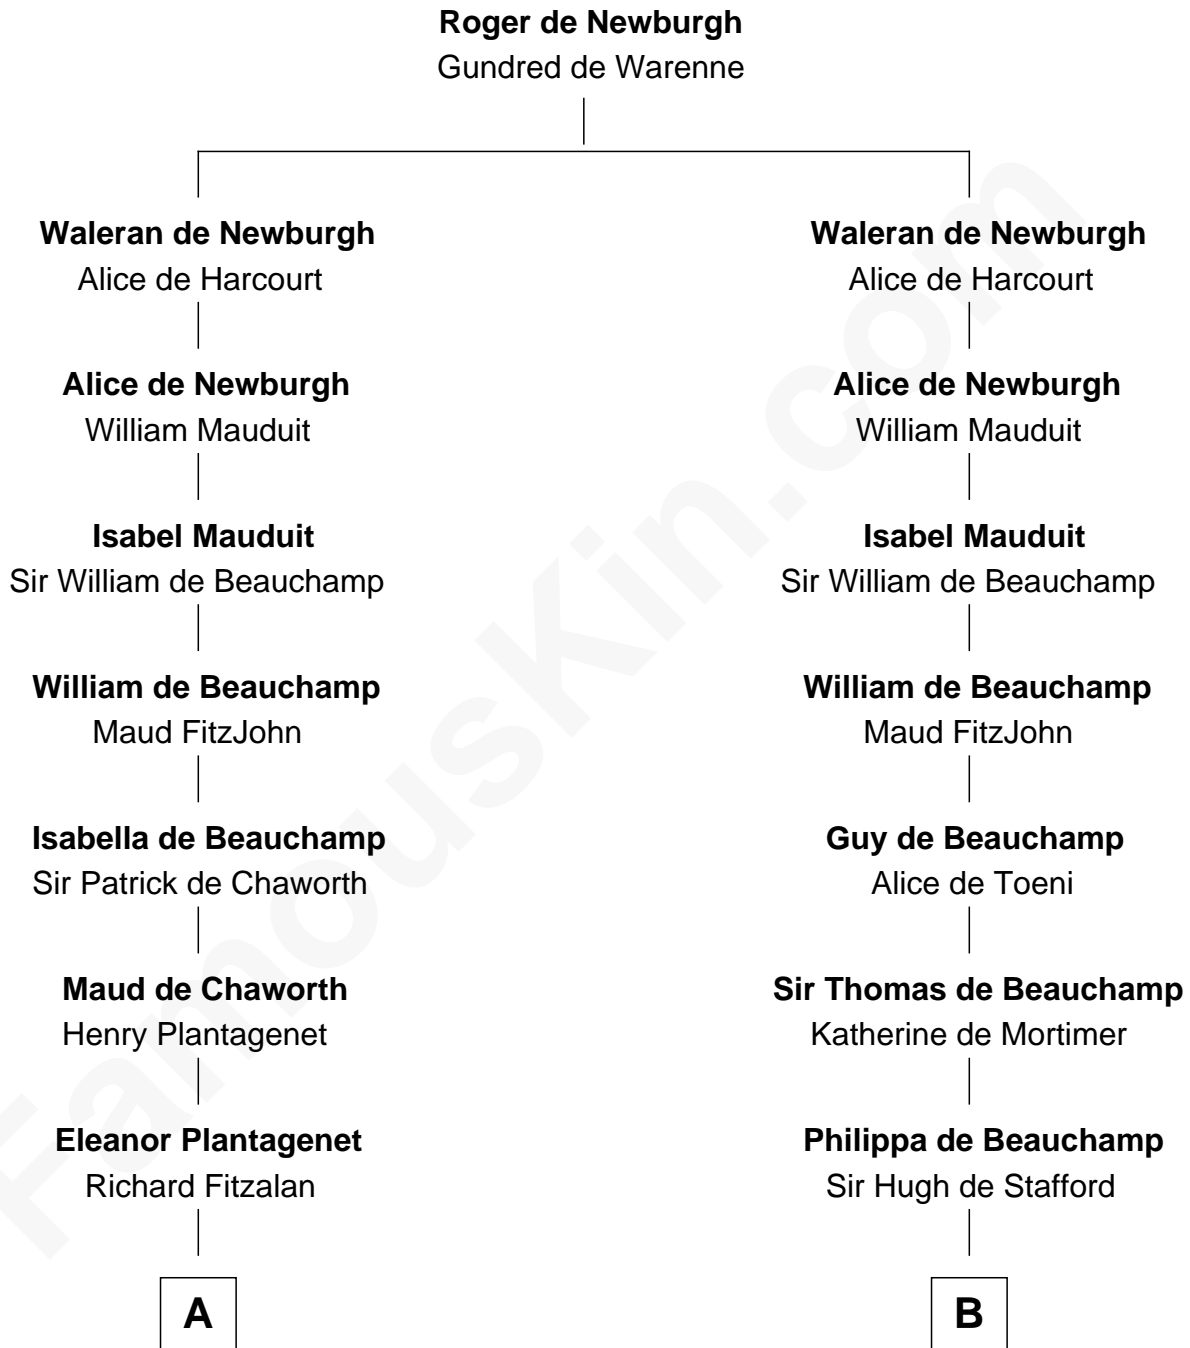 Roger de Newburgh
Gundred de Warenne
Waleran de Newburgh
Alice de Harcourt
Alice de Newburgh
William Mauduit
Isabel Mauduit
Sir William de Beauchamp
William de Beauchamp
Maud FitzJohn
Isabella de Beauchamp
Sir Patrick de Chaworth
Maud de Chaworth
Henry Plantagenet
Eleanor Plantagenet
Richard Fitzalan
A
Waleran de Newburgh
Alice de Harcourt
Alice de Newburgh
William Mauduit
Isabel Mauduit
Sir William de Beauchamp
William de Beauchamp
Maud FitzJohn
Guy de Beauchamp
Alice de Toeni
Sir Thomas de Beauchamp
Katherine de Mortimer
Philippa de Beauchamp
Sir Hugh de Stafford
B
FamousKin.com